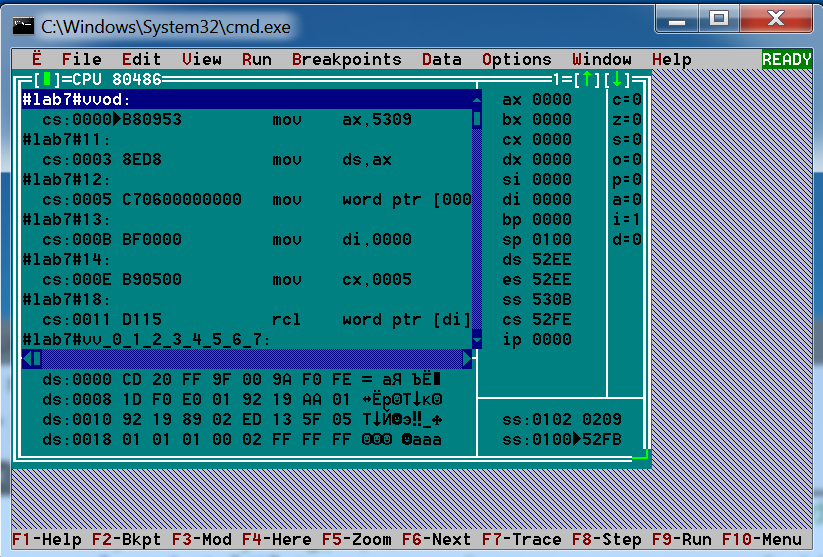 C:\Windows\System32\cmd.exe
Ë File Edit View Run Breakpoints Data Options Window Help READY
[▮]=CPU 80486 1=[↑][↓]
#lab7#vvod: ax 0000 c=0
cs:0000►B80953 mov ax,5309 bx 0000 z=0
#lab7#11: cx 0000 s=0
cs:0003 8ED8 mov ds,ax dx 0000 o=0
#lab7#12: si 0000 p=0
cs:0005 C70600000000 mov word ptr [000 di 0000 a=0
#lab7#13: bp 0000 i=1
cs:000B BF0000 mov di,0000 sp 0100 d=0
#lab7#14: ds 52EE
cs:000E B90500 mov cx,0005 es 52EE
#lab7#18: ss 530B
cs:0011 D115 rcl word ptr [di] cs 52FE
#lab7#vv_0_1_2_3_4_5_6_7: ip 0000
ds:0000 CD 20 FF 9F 00 9A F0 FE = аЯ ЪЁ■
ds:0008 1D F0 E0 01 92 19 AA 01 ↔Ёр☺Т↓к☺
ds:0010 92 19 89 02 ED 13 5F 05 Т↓Й☻э‼_♣ ss:0102 0209
ds:0018 01 01 01 00 02 FF FF FF ☺☺☺ ☻ааа ss:0100►52FB
F1-Help F2-Bkpt F3-Mod F4-Here F5-Zoom F6-Next F7-Trace F8-Step F9-Run F10-Menu